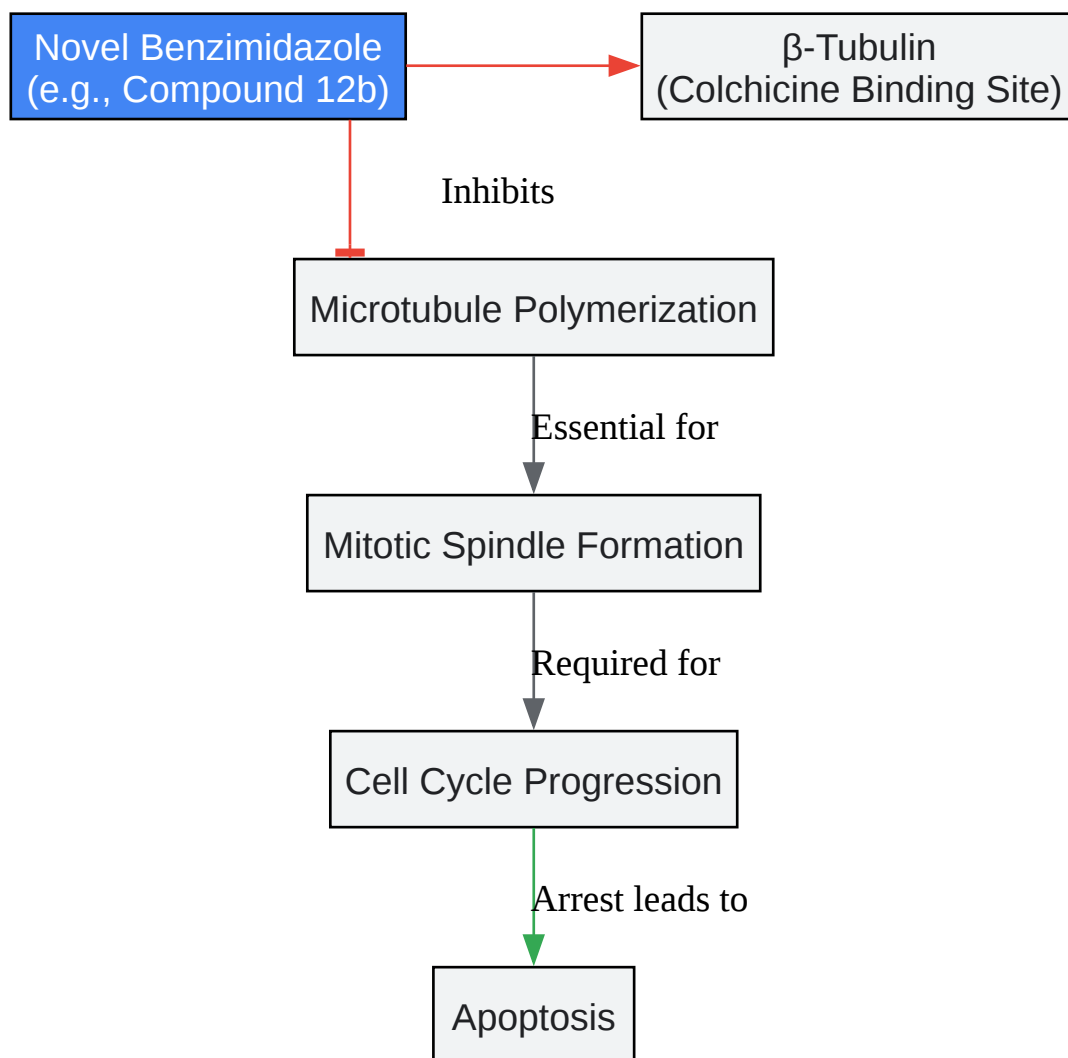 Novel Benzimidazole
(e.g., Compound 12b)
β-Tubulin
(Colchicine Binding Site)
Inhibits
Microtubule Polymerization
Essential for
Mitotic Spindle Formation
Required for
Cell Cycle Progression
Arrest leads to
Apoptosis